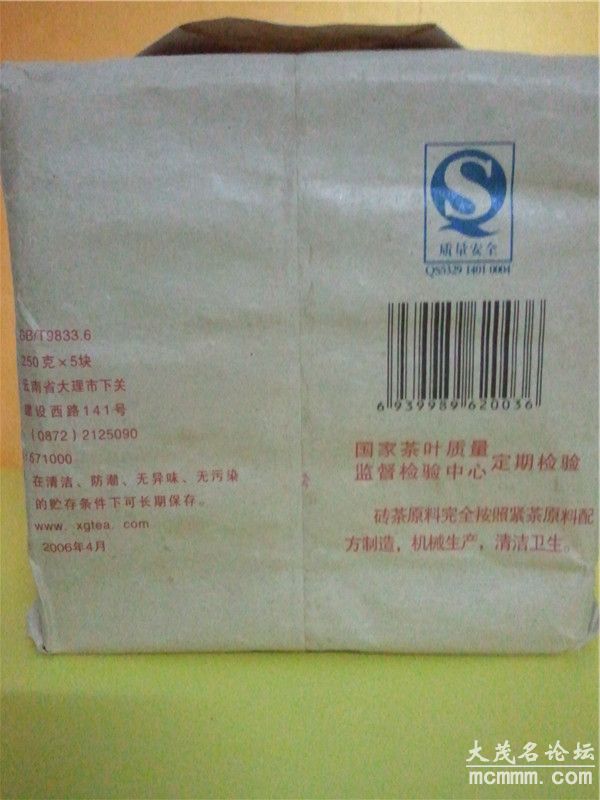 质量安全
QS5329 1401 0004
6 939989 620036
GB/T9833.6
250克×5块
云南省大理市下关
建设西路141号
(0872)2125090
671000
在清洁、防潮、无异味、无污染
的贮存条件下可长期保存。
www.xgtea.com
2006年4月
国家茶叶质量
监督检验中心定期检验
砖茶原料完全按照紧茶原料配
方制造，机械生产，清洁卫生。
大茂名论坛
mcmmm.com